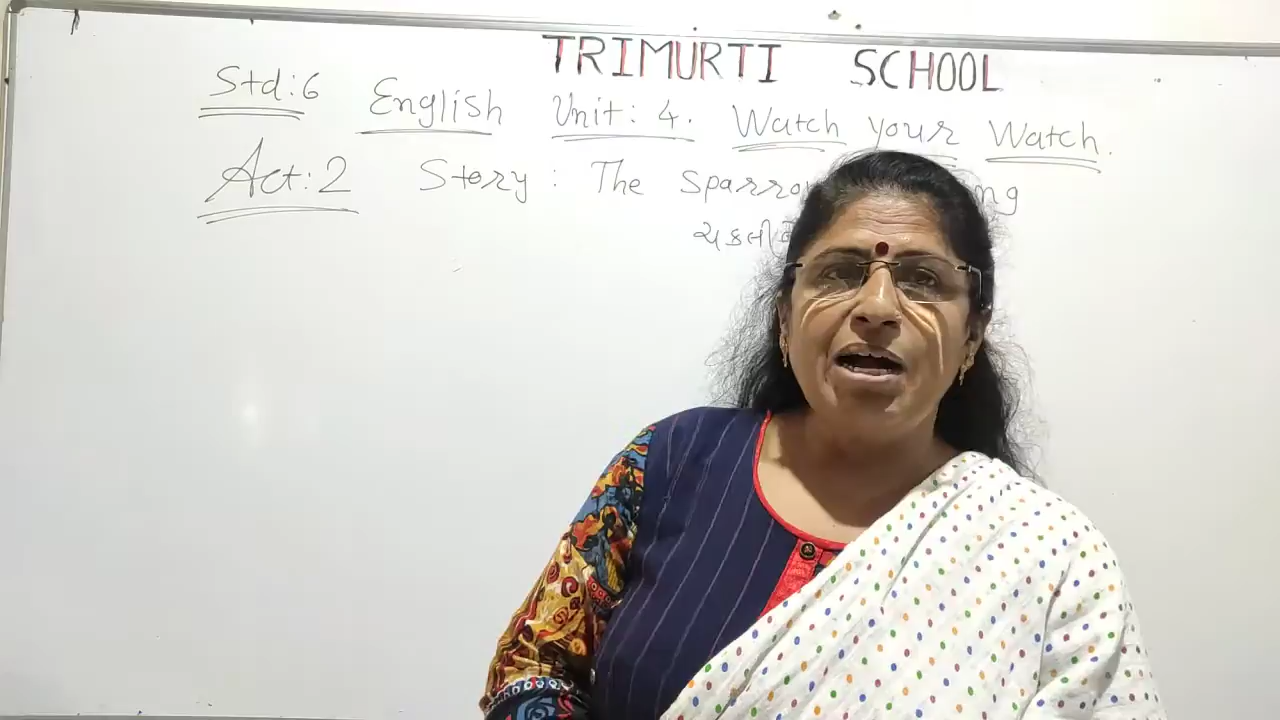 TRIMURTI SCHOOL
Std:6 English Unit: 4. Watch your Watch.
Act:2 Story: The